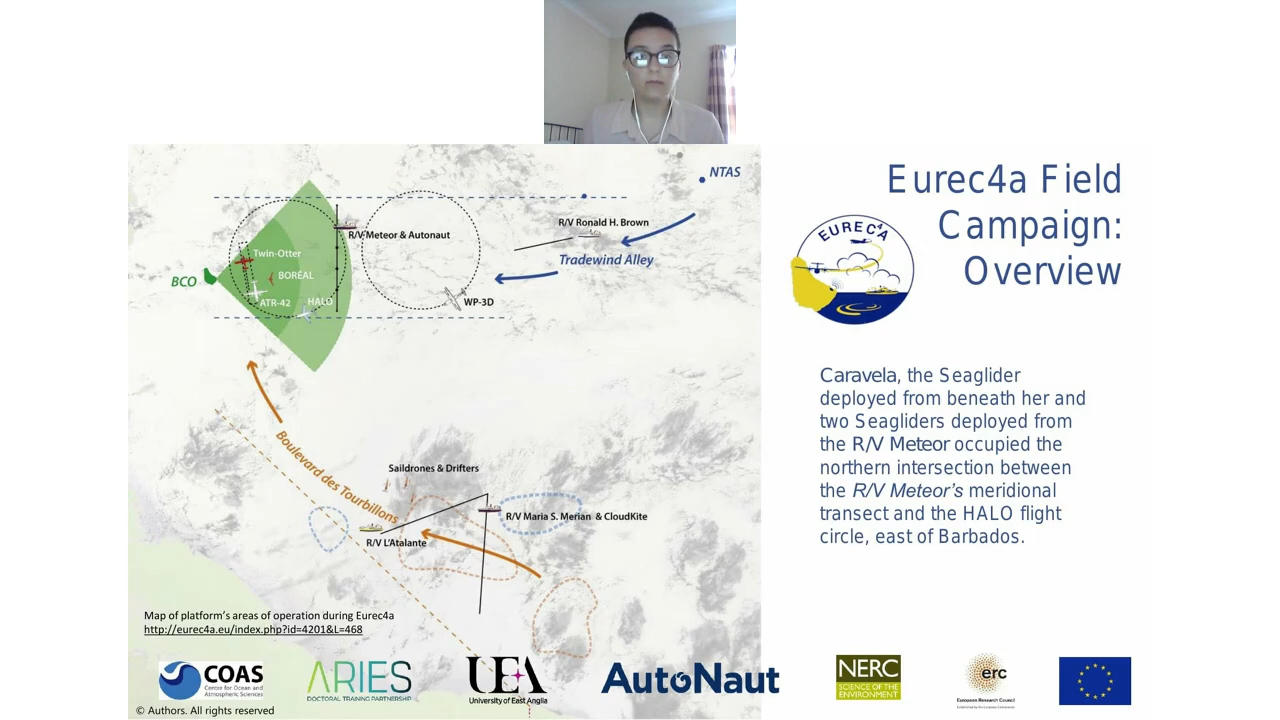 NTAS
R/V Ronald H. Brown
R/V Meteor & Autonaut
Tradewind Alley
Twin-Otter
BCO
BORÉAL
ATR-42
HALO
WP-3D
Boulevard des Tourbillons
Saildrones & Drifters
R/V Maria S. Merian & CloudKite
R/V L'Atalante
Map of platform's areas of operation during Eurec4a
http://eurec4a.eu/index.php?id=4201&L=468
Eurec4a Field
Campaign:
Overview
EUREC4A
Caravela, the Seaglider
deployed from beneath her and
two Seagliders deployed from
the R/V Meteor occupied the
northern intersection between
the R/V Meteor's meridional
transect and the HALO flight
circle, east of Barbados.
COAS
Centre for Ocean and
Atmospheric Sciences
ARIES
DOCTORAL TRAINING PARTNERSHIP
UEA
University of East Anglia
AutoNaut
NERC
SCIENCE OF THE
ENVIRONMENT
erc
European Research Council
© Authors. All rights reserved